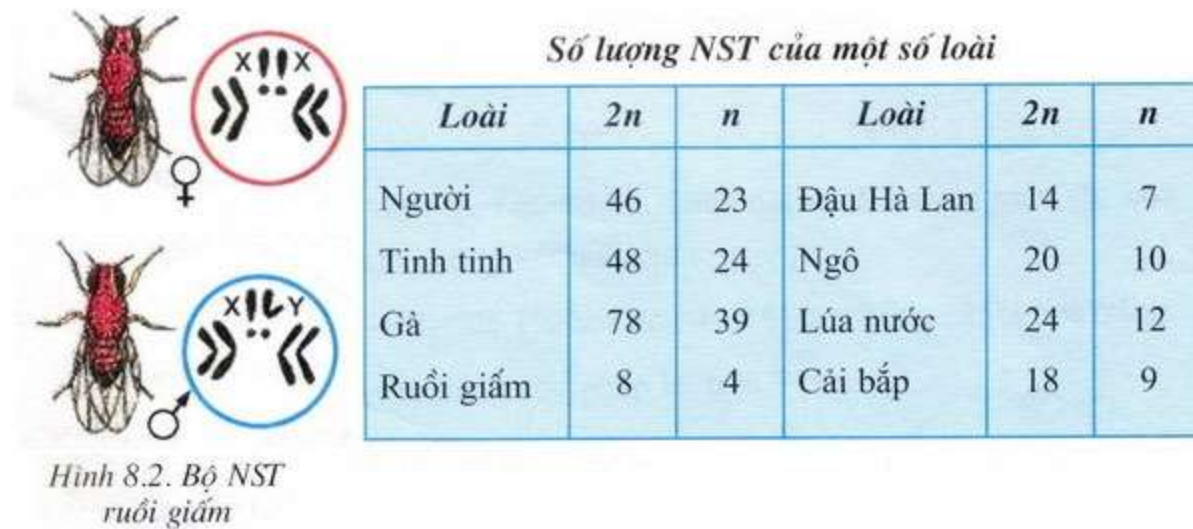 X X
♀
X Y
♂
Hình 8.2. Bộ NST
ruồi giấm
Số lượng NST của một số loài
Loài 2n n Loài 2n n
Người 46 23 Đậu Hà Lan 14 7
Tinh tinh 48 24 Ngô 20 10
Gà 78 39 Lúa nước 24 12
Ruồi giấm 8 4 Cải bắp 18 9